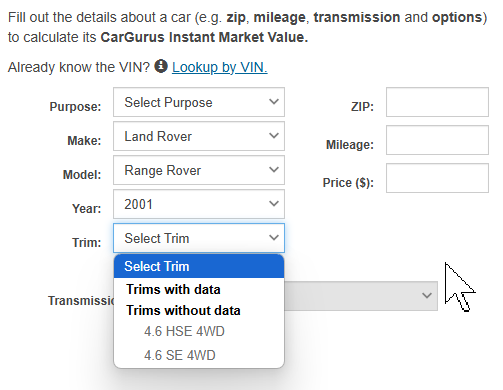 Fill out the details about a car (e.g. zip, mileage, transmission and options)
to calculate its CarGurus Instant Market Value.
Already know the VIN? Lookup by VIN.
Purpose: Select Purpose ZIP:
Make: Land Rover
Mileage:
Model: Range Rover
Price ($):
Year: 2001
Trim: Select Trim
Select Trim
Trims with data
Trims without data
Transmissio
4.6 HSE 4WD
4.6 SE 4WD